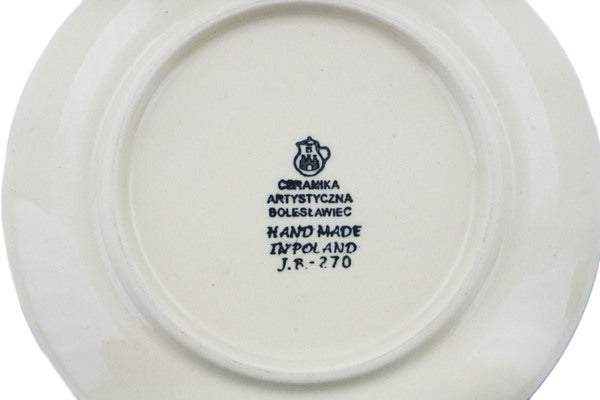 CERAMIKA
ARTYSTYCZNA
BOLESŁAWIEC
HAND MADE
IN POLAND
J.R.-270